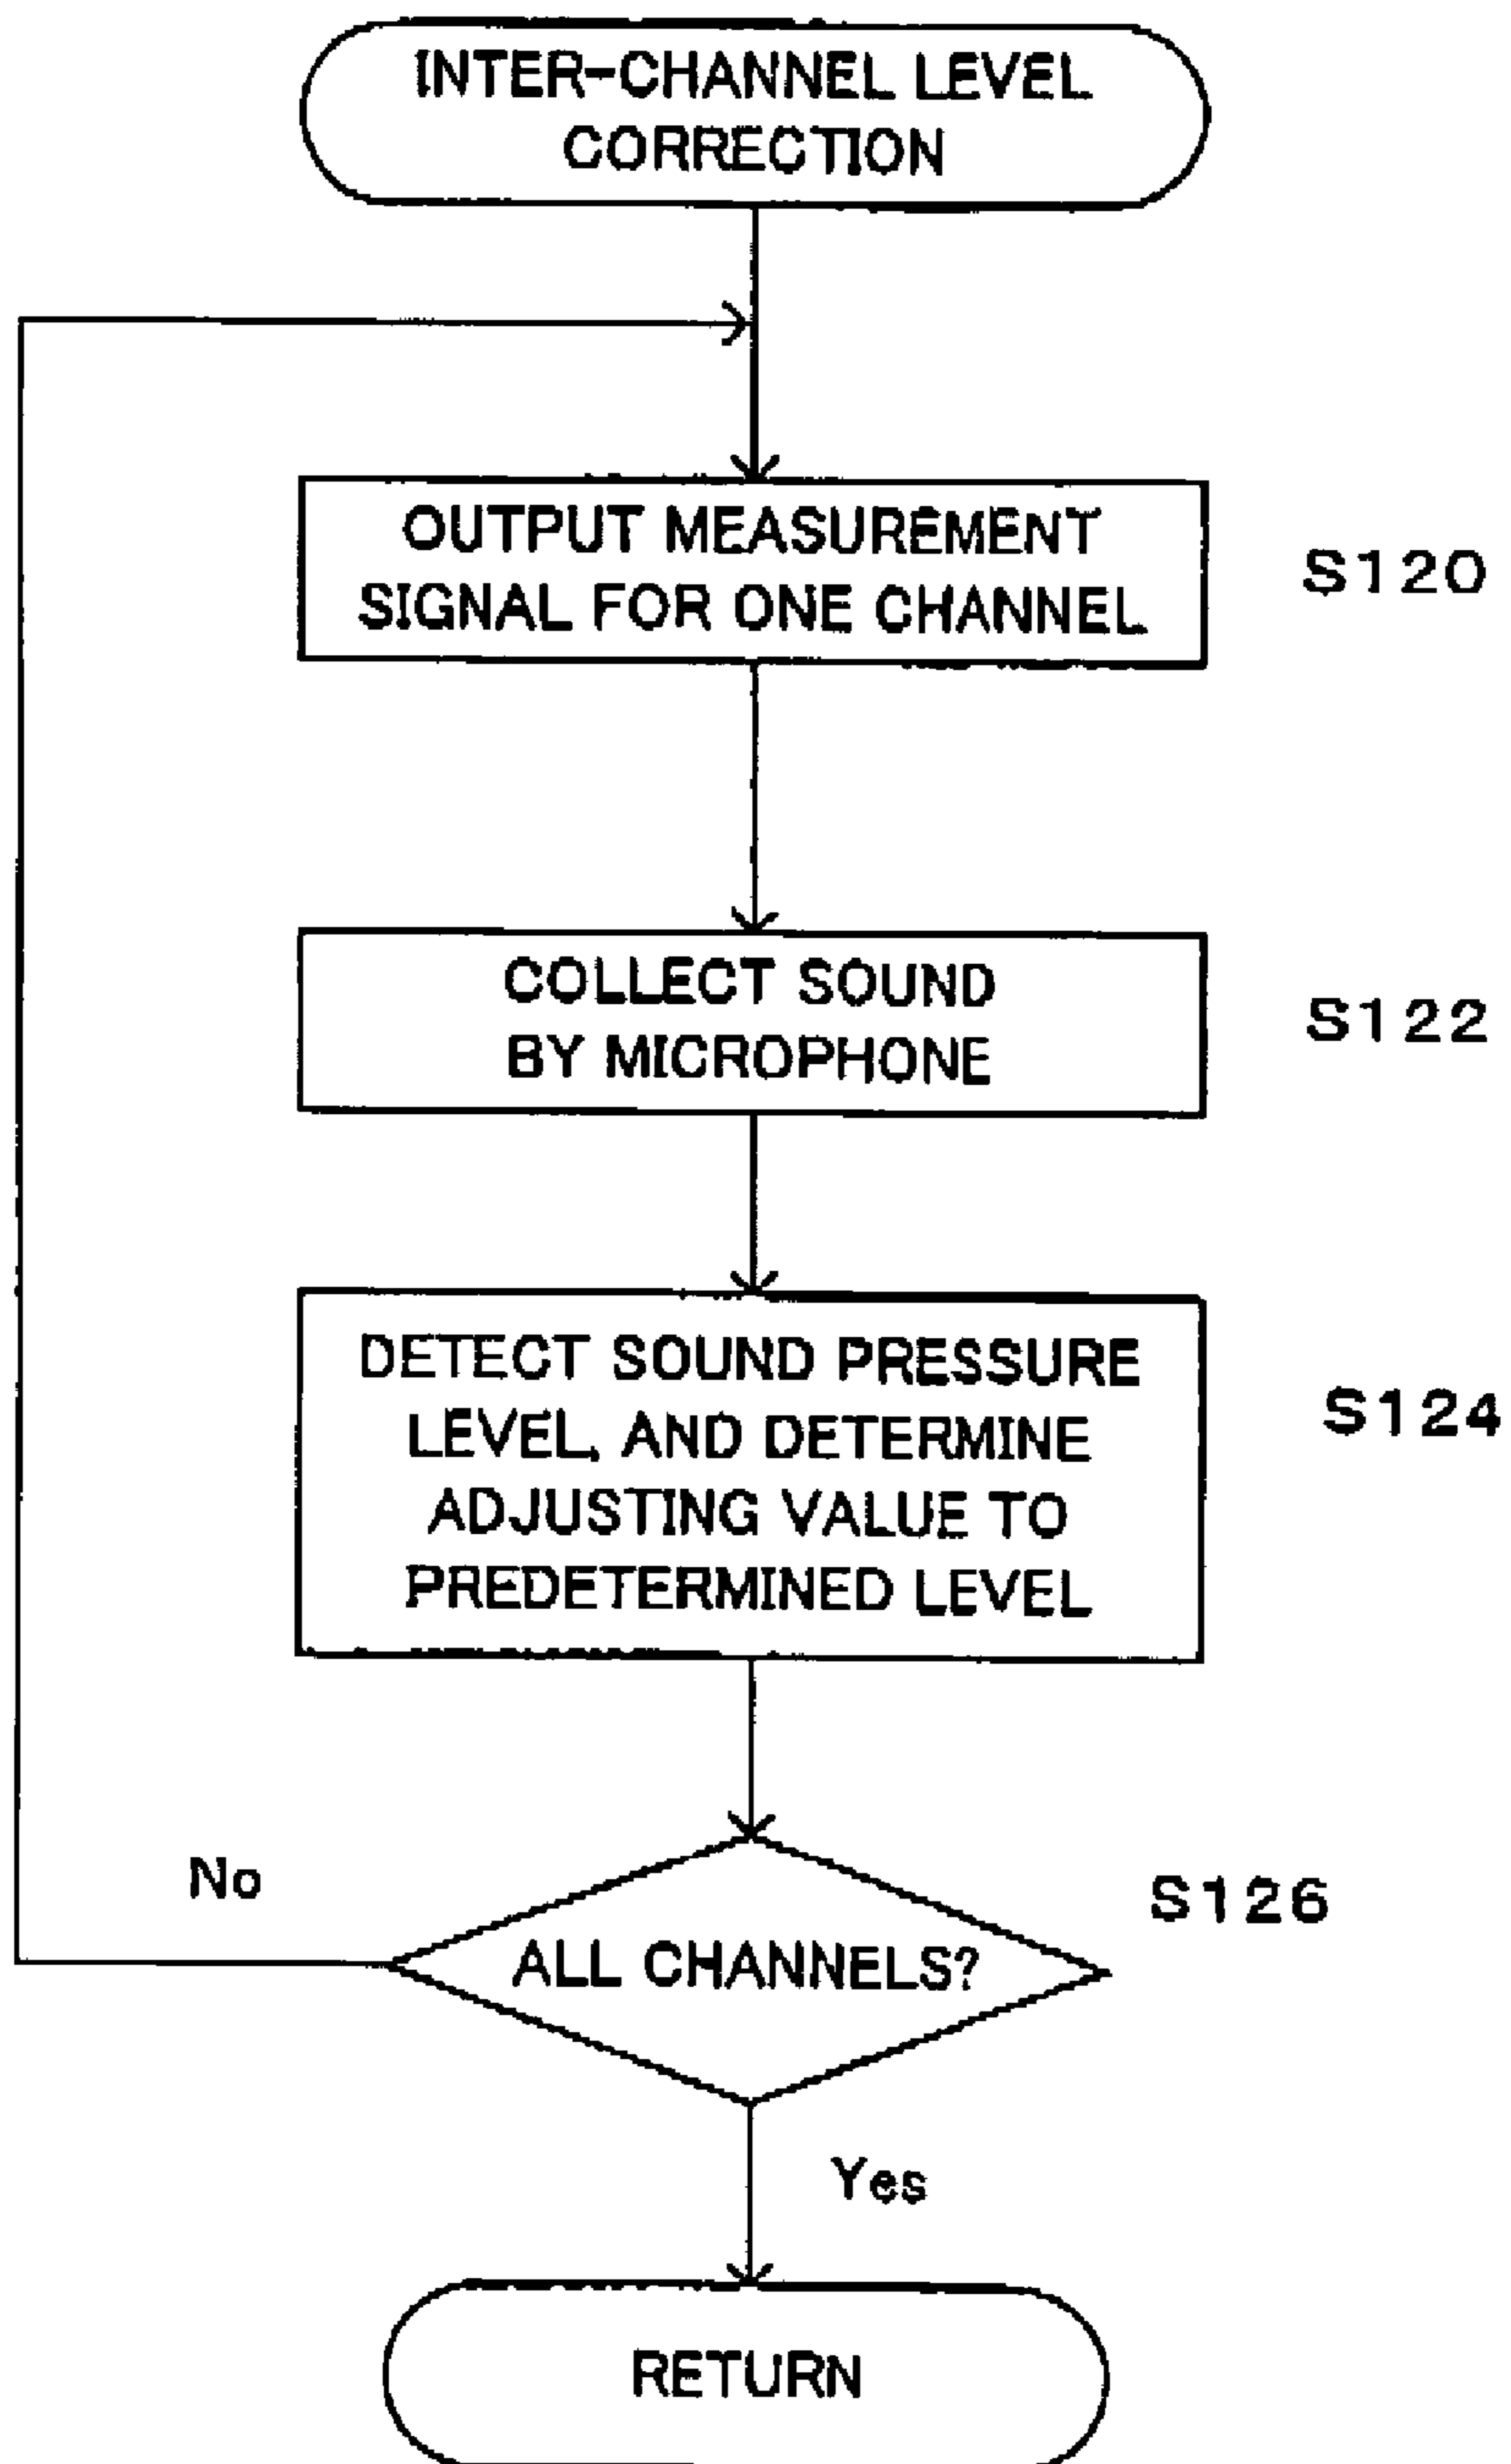 INTER-CHANNEL LEVEL
CORRECTION
OUTPUT MEASUREMENT
SIGNAL FOR ONE CHANNEL
S120
COLLECT SOUND
BY MICROPHONE
S122
DETECT SOUND PRESSURE
LEVEL, AND DETERMINE
ADJUSTING VALUE TO
PREDETERMINED LEVEL
S124
No
S126
ALL CHANNELS?
Yes
RETURN